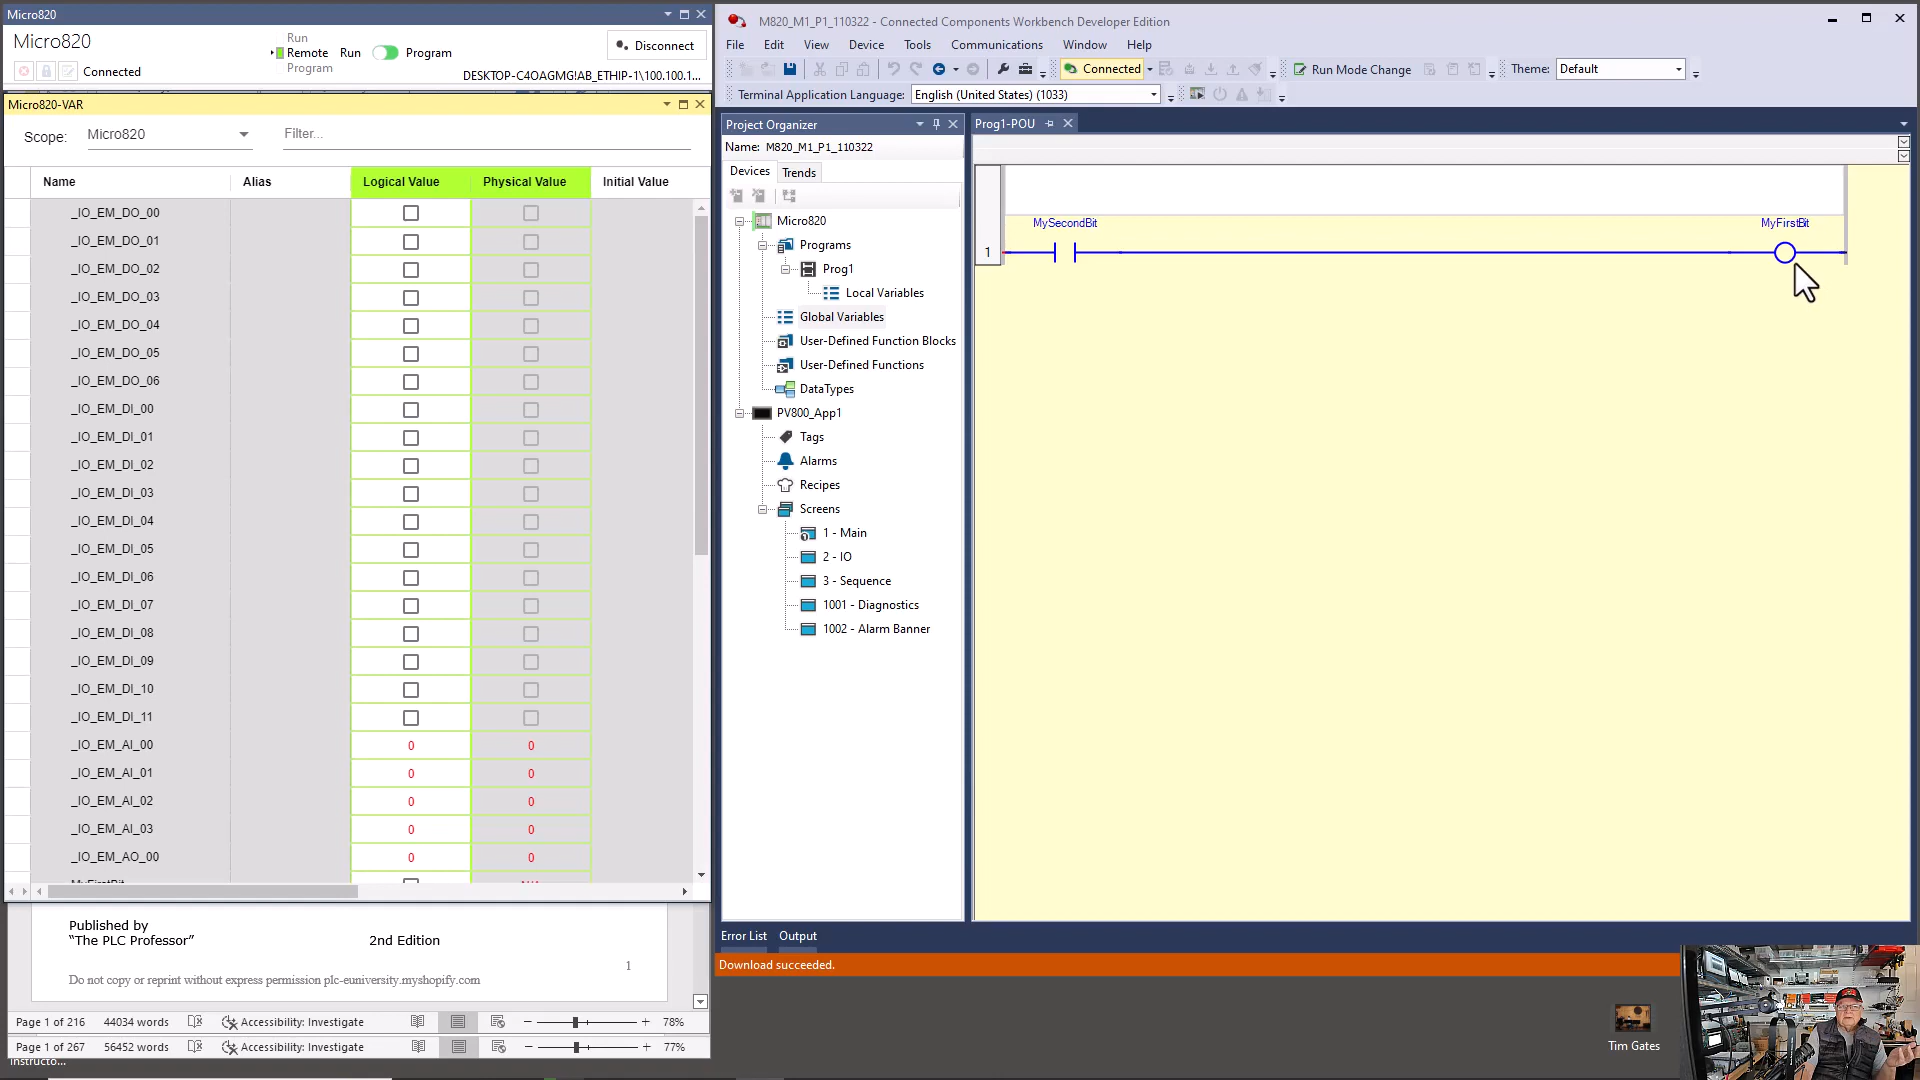 Micro820
Micro820
Run
Remote Run Program
Program
Connected
Disconnect
DESKTOP-C4OAGMG!AB_ETHIP-1\100.100.1...
Micro820-VAR
Scope: Micro820 Filter...
Name Alias Logical Value Physical Value Initial Value
_IO_EM_DO_00
_IO_EM_DO_01
_IO_EM_DO_02
_IO_EM_DO_03
_IO_EM_DO_04
_IO_EM_DO_05
_IO_EM_DO_06
_IO_EM_DI_00
_IO_EM_DI_01
_IO_EM_DI_02
_IO_EM_DI_03
_IO_EM_DI_04
_IO_EM_DI_05
_IO_EM_DI_06
_IO_EM_DI_07
_IO_EM_DI_08
_IO_EM_DI_09
_IO_EM_DI_10
_IO_EM_DI_11
_IO_EM_AI_00 0 0
_IO_EM_AI_01 0 0
_IO_EM_AI_02 0 0
_IO_EM_AI_03 0 0
_IO_EM_AO_00 0 0
MyFirstBit N/A
Published by
“The PLC Professor” 2nd Edition
1
Do not copy or reprint without express permission plc-euniversity.myshopify.com
Page 1 of 216 44034 words Accessibility: Investigate 78%
Page 1 of 267 56452 words Accessibility: Investigate 77%
Instructo...
M820_M1_P1_110322 - Connected Components Workbench Developer Edition
File Edit View Device Tools Communications Window Help
Connected Run Mode Change Theme: Default
Terminal Application Language: English (United States) (1033)
Project Organizer
Name: M820_M1_P1_110322
Devices Trends
Micro820
Programs
Prog1
Local Variables
Global Variables
User-Defined Function Blocks
User-Defined Functions
DataTypes
PV800_App1
Tags
Alarms
Recipes
Screens
1 - Main
2 - IO
3 - Sequence
1001 - Diagnostics
1002 - Alarm Banner
Prog1-POU
MySecondBit MyFirstBit
1
Error List Output
Download succeeded.
Tim Gates